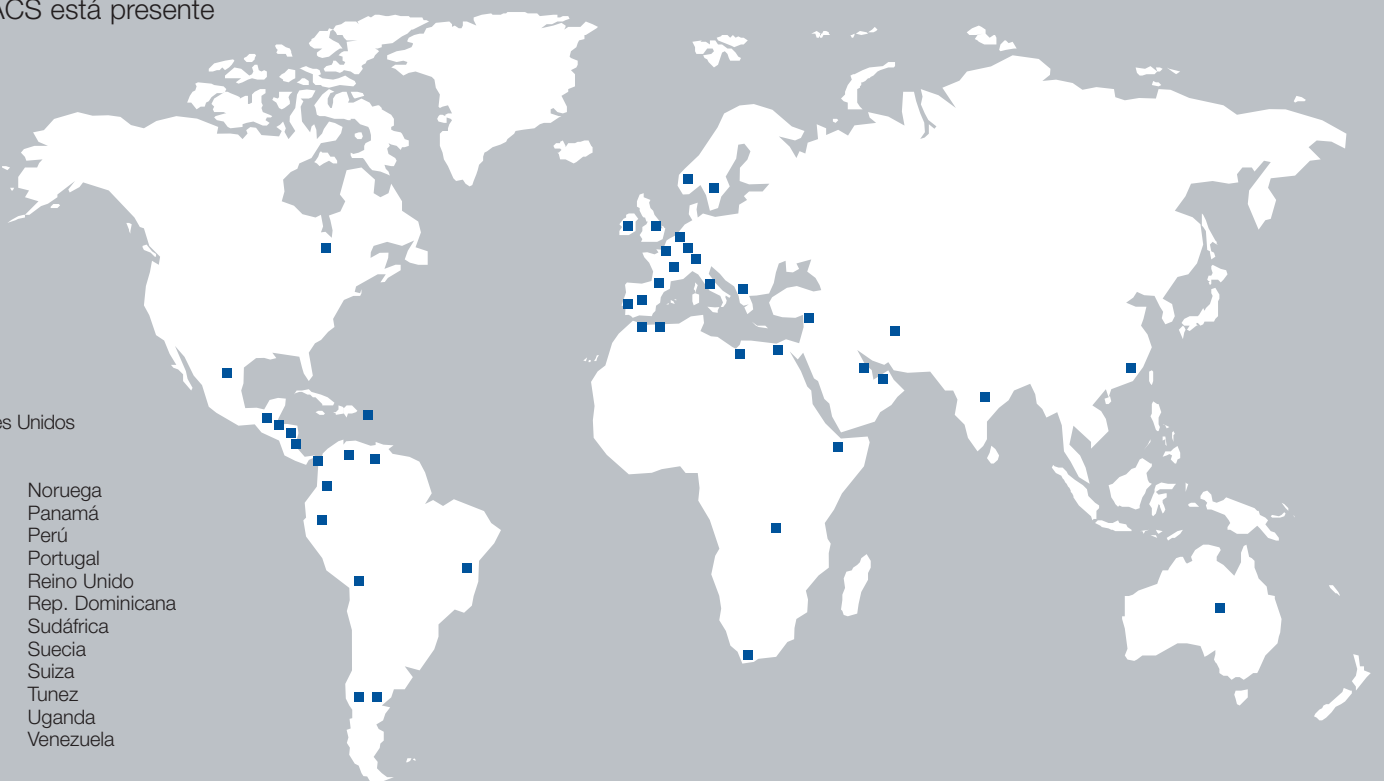 ACS está presente
es Unidos
Noruega
Panamá
Perú
Portugal
Reino Unido
Rep. Dominicana
Sudáfrica
Suecia
Suiza
Tunez
Uganda
Venezuela